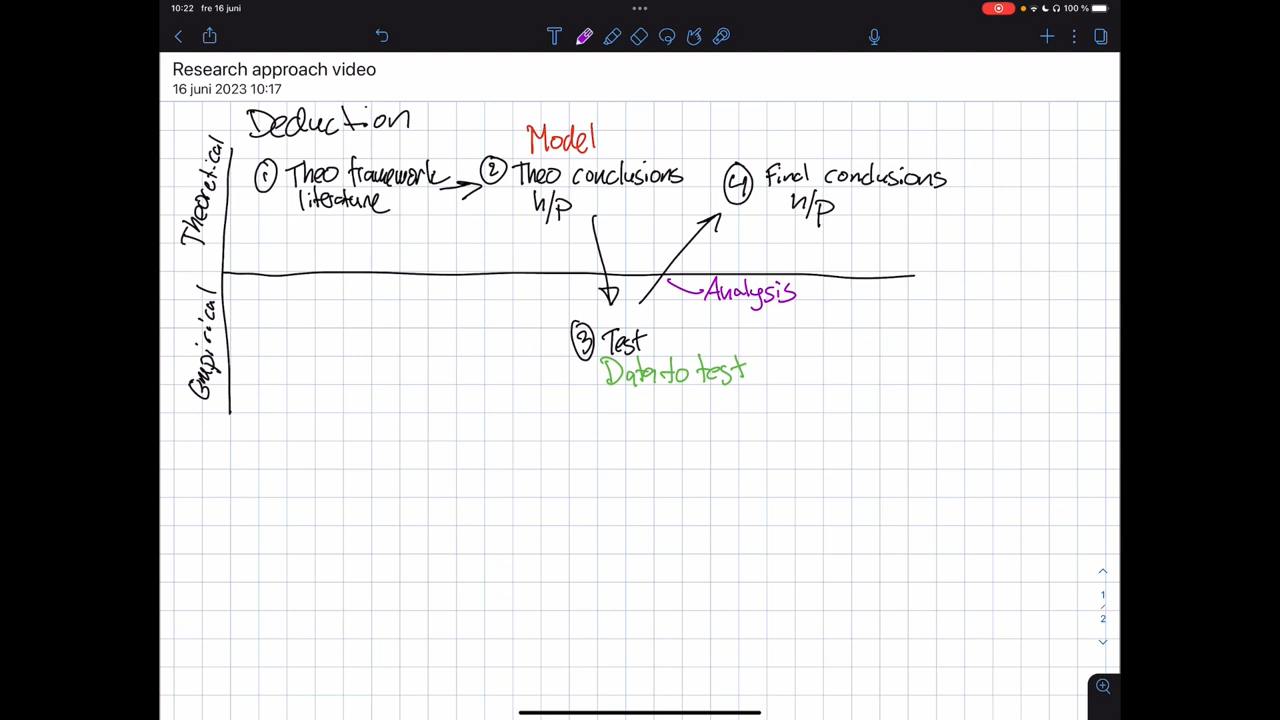 10:22 fre 16 juni
100 %
Research approach video
16 juni 2023 10:17
Deduction
Model
Theoretical
1 Theo framework
literature
2 Theo conclusions
h/p
4 Final conclusions
h/p
Analysis
Empirical
3 Test
Data to test
1
/
2